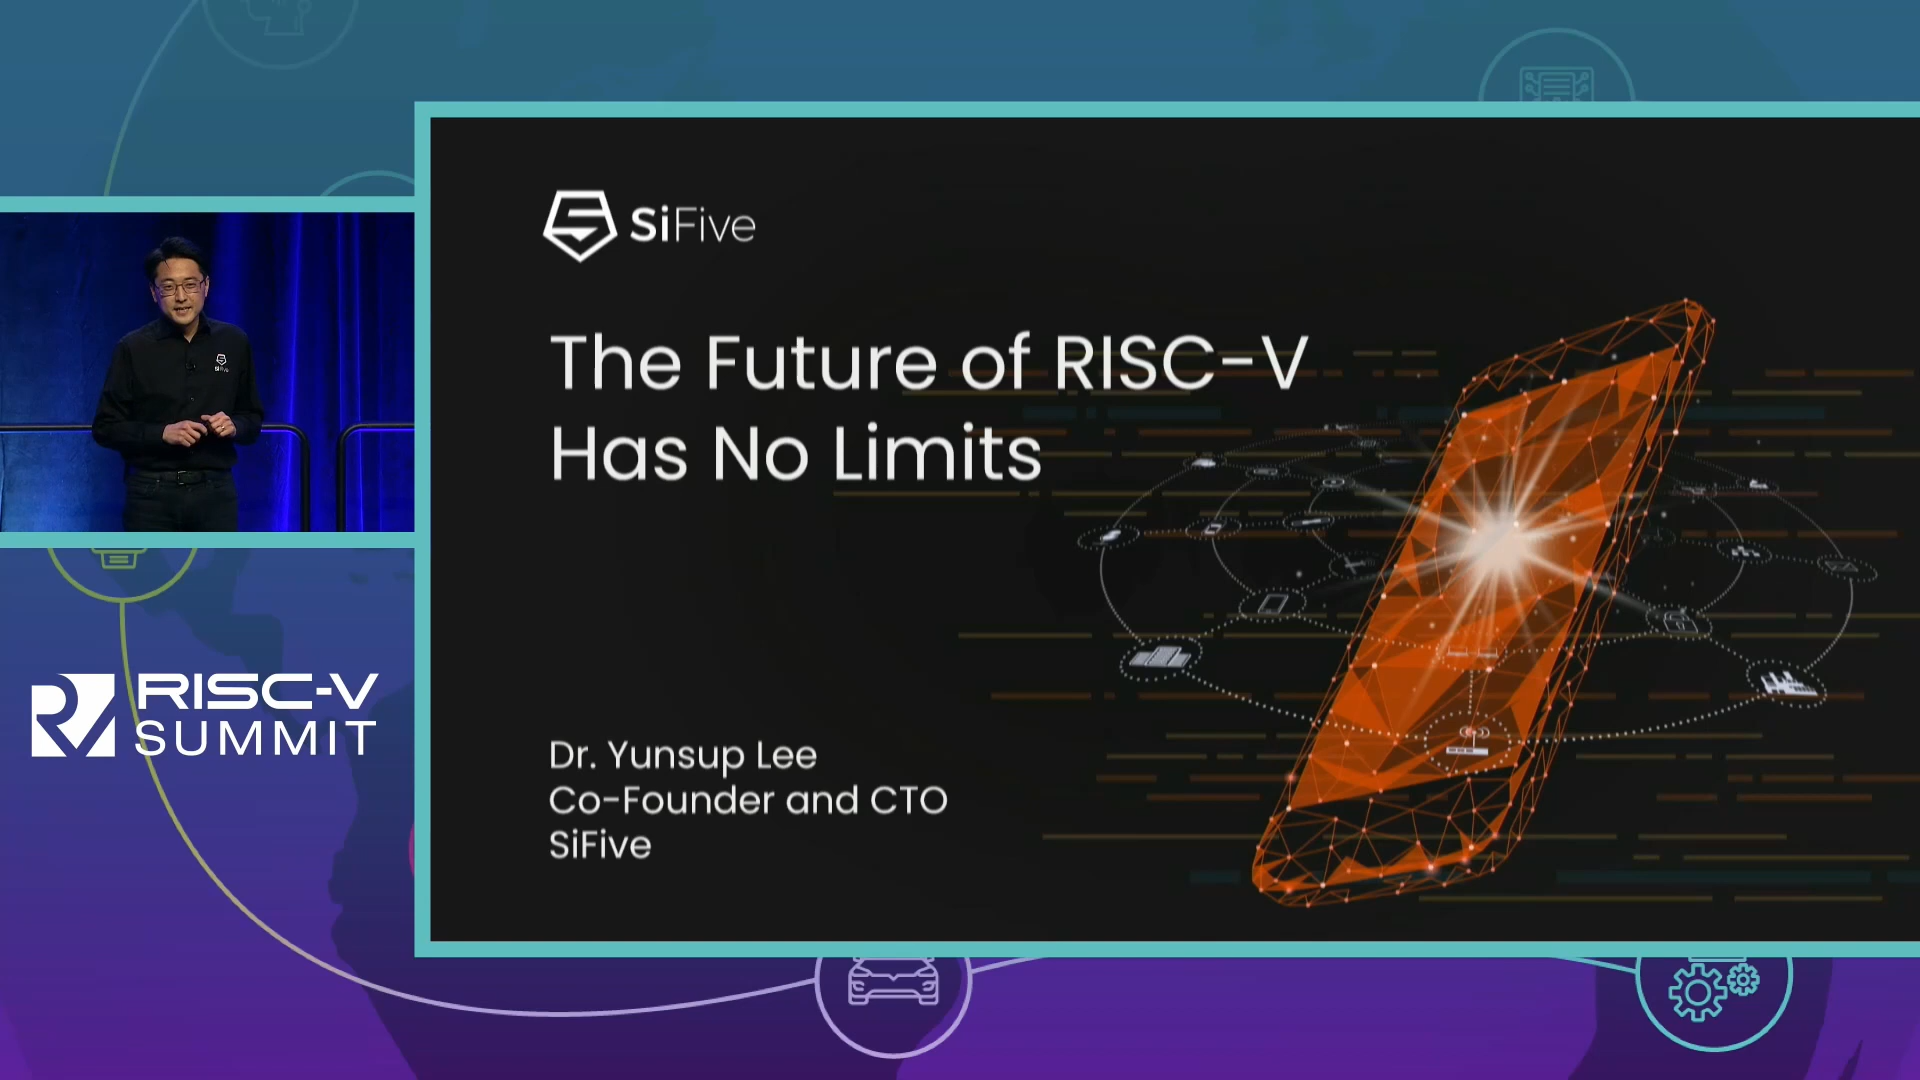 SiFive
The Future of RISC-V
Has No Limits
Dr. Yunsup Lee
Co-Founder and CTO
SiFive
RISC-V
SUMMIT